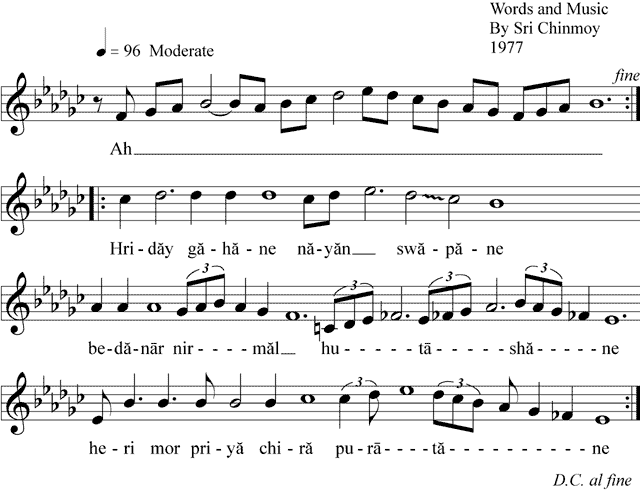 Words and Music
By Sri Chinmoy
1977
= 96 Moderate
fine
Ah
Hri-dăy gă-hă-ne nă-yăn swă-pă-ne
3 3 3 3
be-dă-năr nir----măl hu-----tā----shă----ne
3 3
he-ri mor pri-yă chi-ră pu-rā---tă---------ne
D.C. al fine